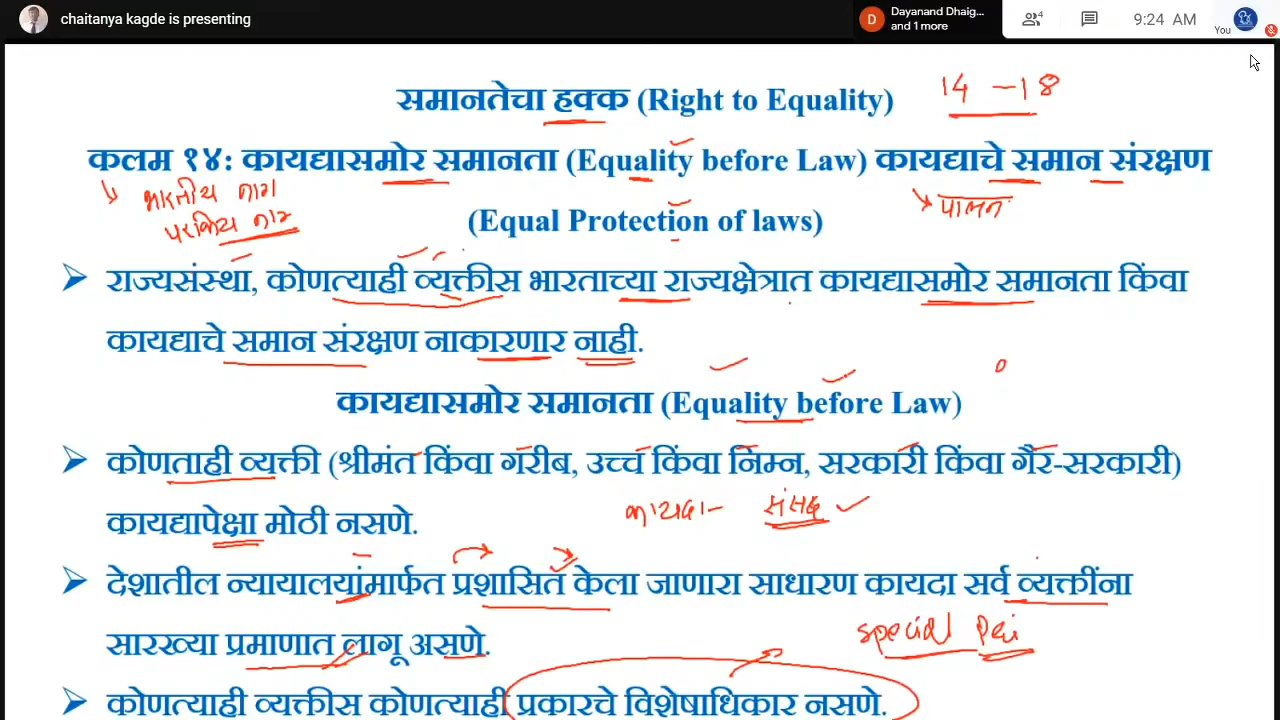 chaitanya kagde is presenting
D Dayanand Dhaig...
and 1 more
4
9:24 AM
You
समानतेचा हक्क (Right to Equality) 14 - 18
कलम १४: कायद्यासमोर समानता (Equality before Law) कायद्याचे समान संरक्षण
भारतीय नाग
परकिय नाग
पालन
(Equal Protection of laws)
➢ राज्यसंस्था, कोणत्याही व्यक्तीस भारताच्या राज्यक्षेत्रात कायद्यासमोर समानता किंवा
कायद्याचे समान संरक्षण नाकारणार नाही.
कायद्यासमोर समानता (Equality before Law)
➢ कोणताही व्यक्ती (श्रीमंत किंवा गरीब, उच्च किंवा निम्न, सरकारी किंवा गैर-सरकारी)
कायद्यापेक्षा मोठी नसणे. कायदा - संसद
➢ देशातील न्यायालयांमार्फत प्रशासित केला जाणारा साधारण कायदा सर्व व्यक्तींना
सारख्या प्रमाणात लागू असणे. special
➢ कोणत्याही व्यक्तीस कोणत्याही प्रकारचे विशेषाधिकार नसणे.